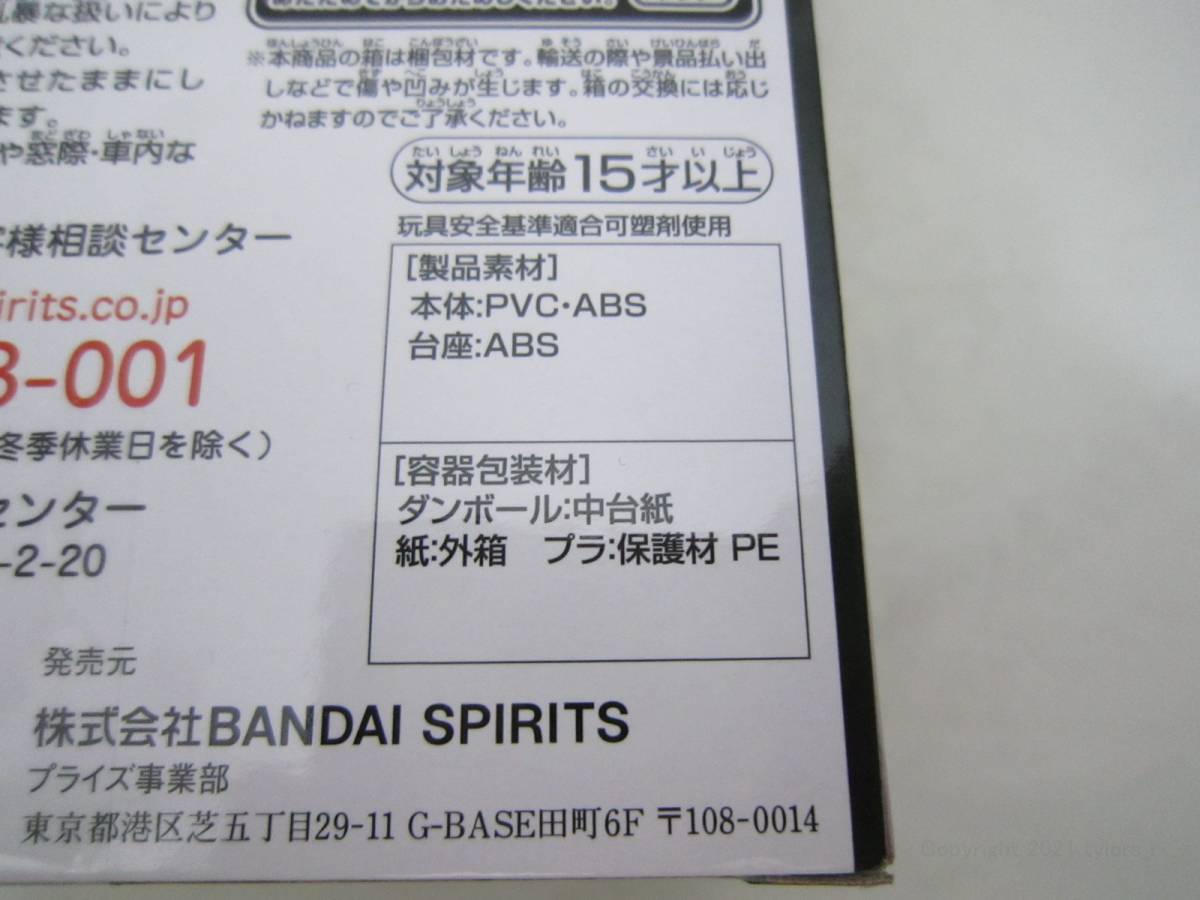 暴な扱いにより
ください。
させたままにし
ます。
や窓際・車内な
様相談センター
irits.co.jp
3-001
冬季休業日を除く）
センター
-2-20
※本商品の箱は梱包材です。輸送の際や景品払い出
しなどで傷や凹みが生じます。箱の交換には応じ
かねますのでご了承ください。
対象年齢15才以上
玩具安全基準適合可塑剤使用
[製品素材]
本体:PVC・ABS
台座:ABS
[容器包装材]
ダンボール:中台紙
紙:外箱　プラ:保護材 PE
発売元
株式会社BANDAI SPIRITS
プライズ事業部
東京都港区芝五丁目29-11 G-BASE田町6F 〒108-0014